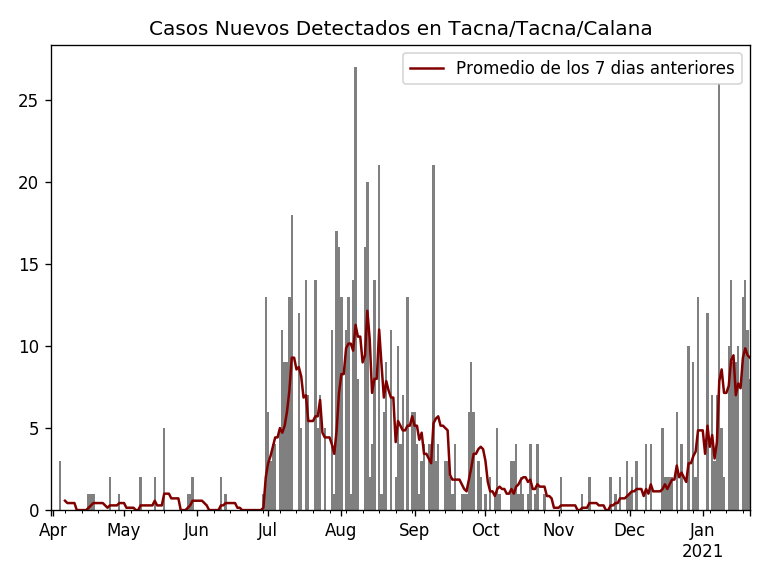 Casos Nuevos Detectados en Tacna/Tacna/Calana
Promedio de los 7 dias anteriores
25
20
15
10
5
0
Apr May Jun Jul Aug Sep Oct Nov Dec Jan
2021